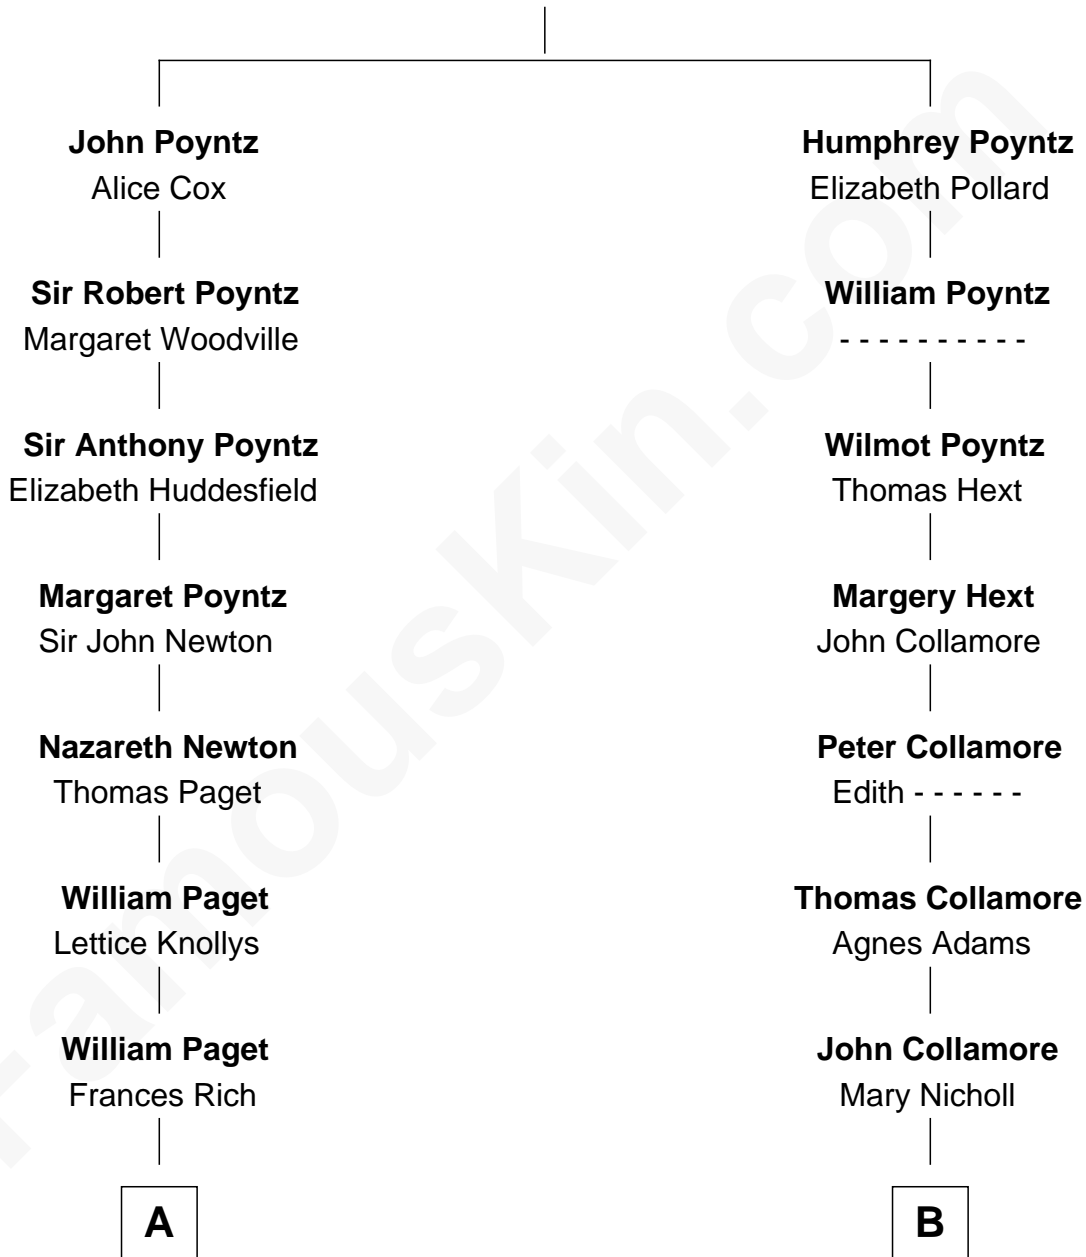 John Poyntz
Alice Cox
Sir Robert Poyntz
Margaret Woodville
Sir Anthony Poyntz
Elizabeth Huddesfield
Margaret Poyntz
Sir John Newton
Nazareth Newton
Thomas Paget
William Paget
Lettice Knollys
William Paget
Frances Rich
A
Humphrey Poyntz
Elizabeth Pollard
William Poyntz
- - - - - - - - - -
Wilmot Poyntz
Thomas Hext
Margery Hext
John Collamore
Peter Collamore
Edith - - - - - -
Thomas Collamore
Agnes Adams
John Collamore
Mary Nicholl
B
FamousKin.com